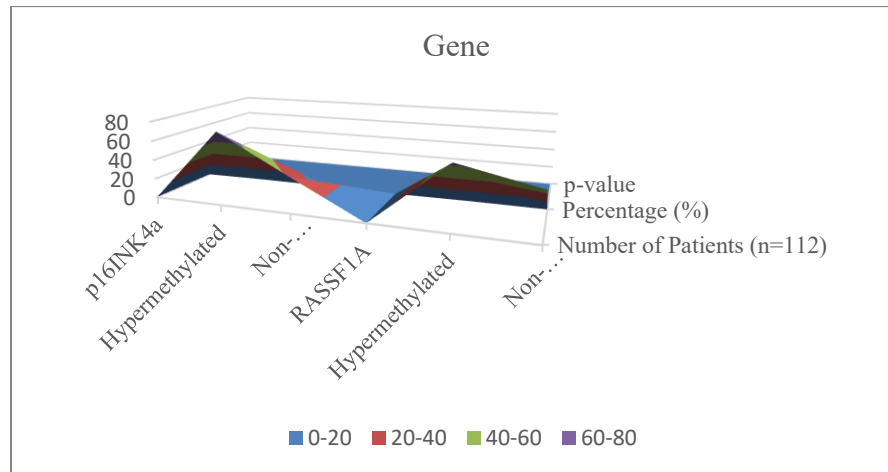 Gene
80
60
40
20
0
p-value
Percentage (%)
Number of Patients (n=112)
p16INK4a
Hypermethylated
Non-…
RASSF1A
Hypermethylated
Non-…
0-20 20-40 40-60 60-80